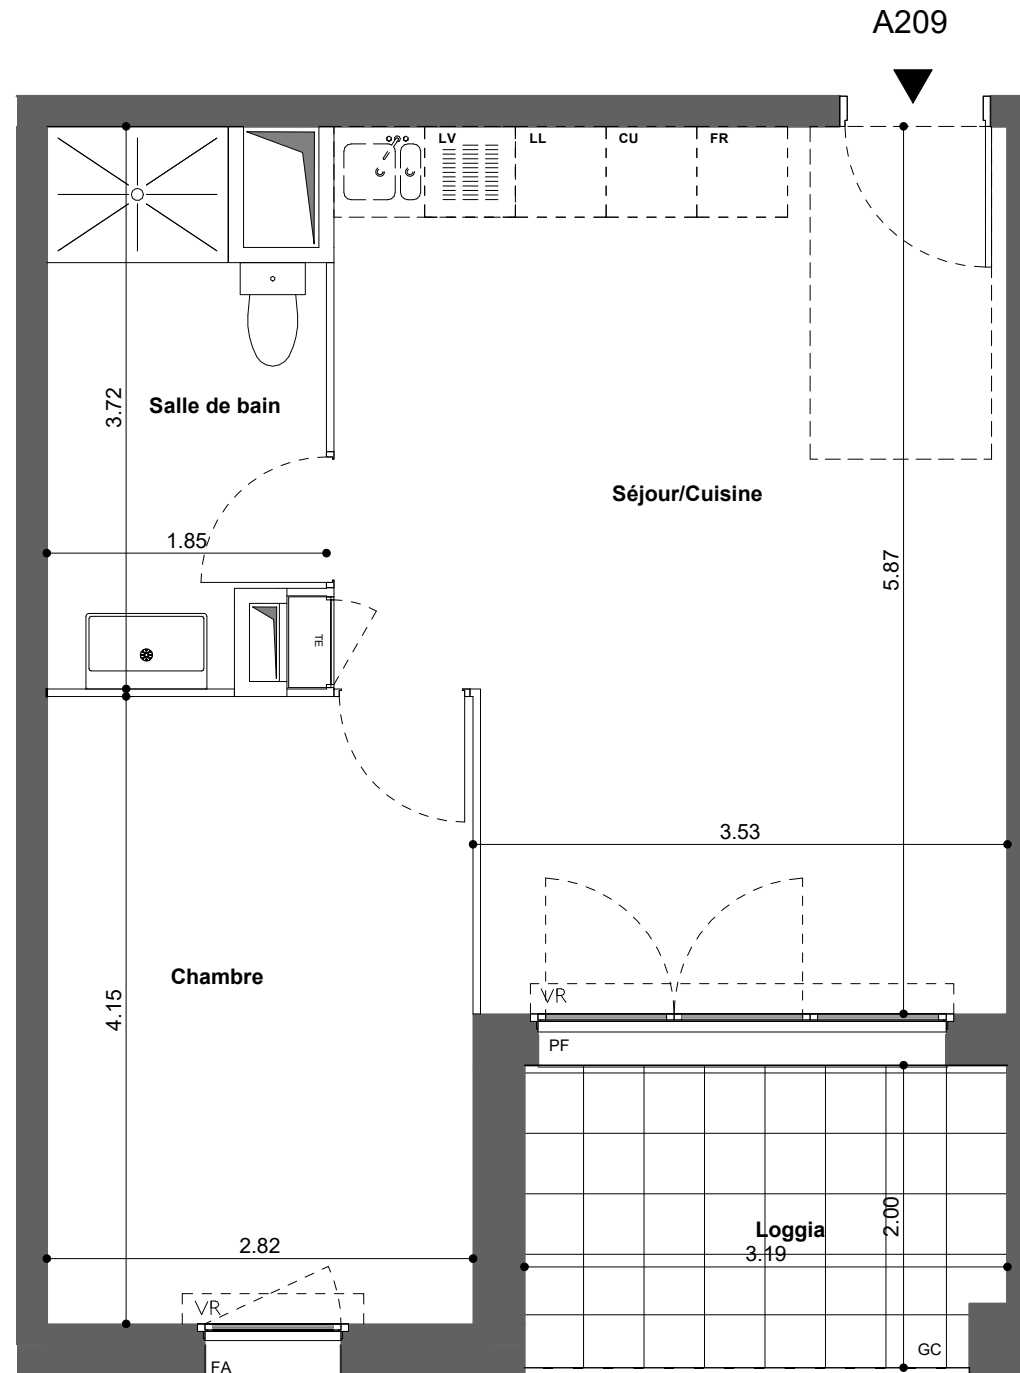 A209
LV
LL
CU
FR
3.72
Salle de bain
Séjour/Cuisine
1.85
5.87
TE
3.53
Chambre
4.15
VR
PF
2.00
Loggia
2.82
3.19
VR
GC
FA